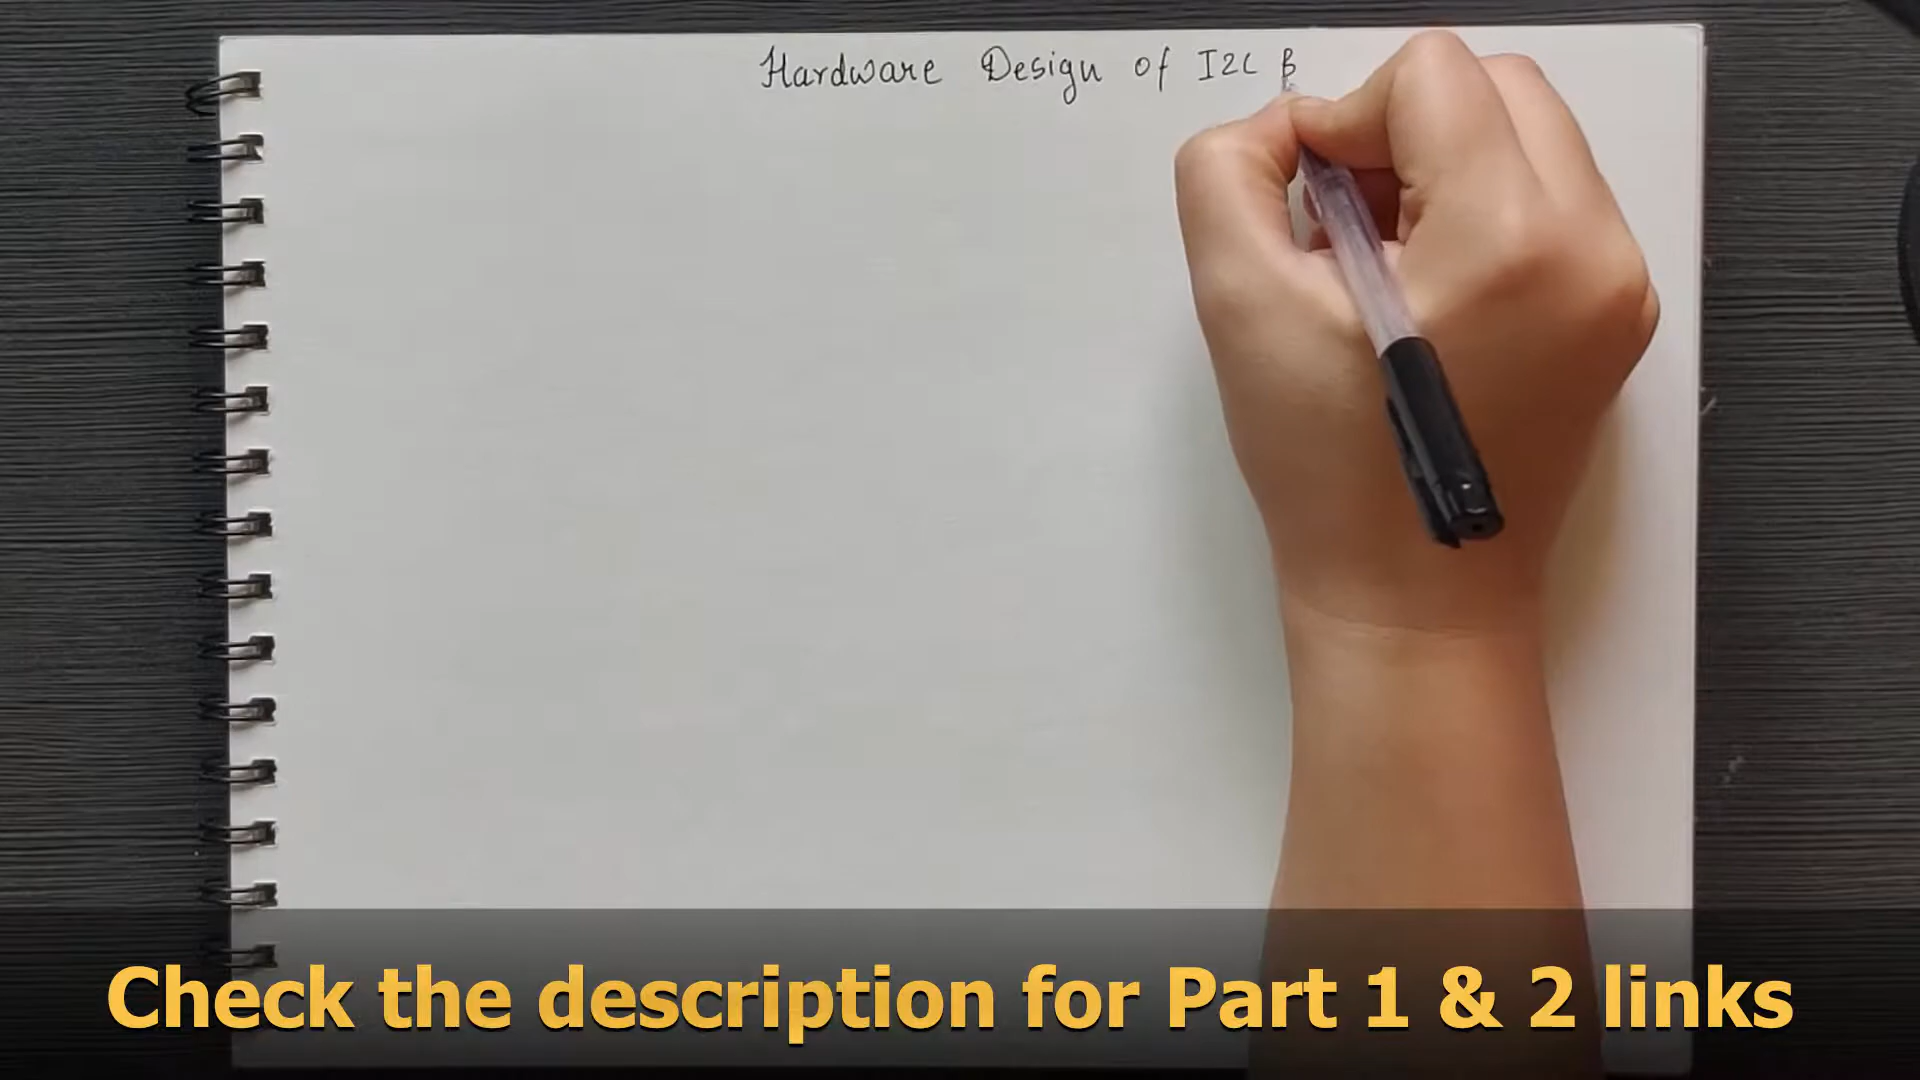 Hardware Design of I2C B
Check the description for Part 1 & 2 links